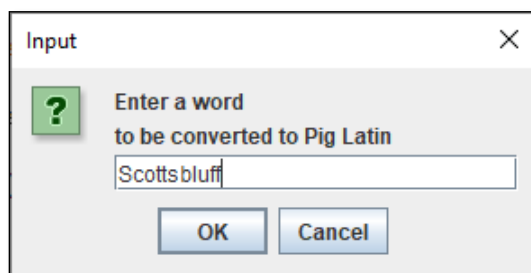 Input
?
Enter a word
to be converted to Pig Latin
Scottsbluff
OK Cancel